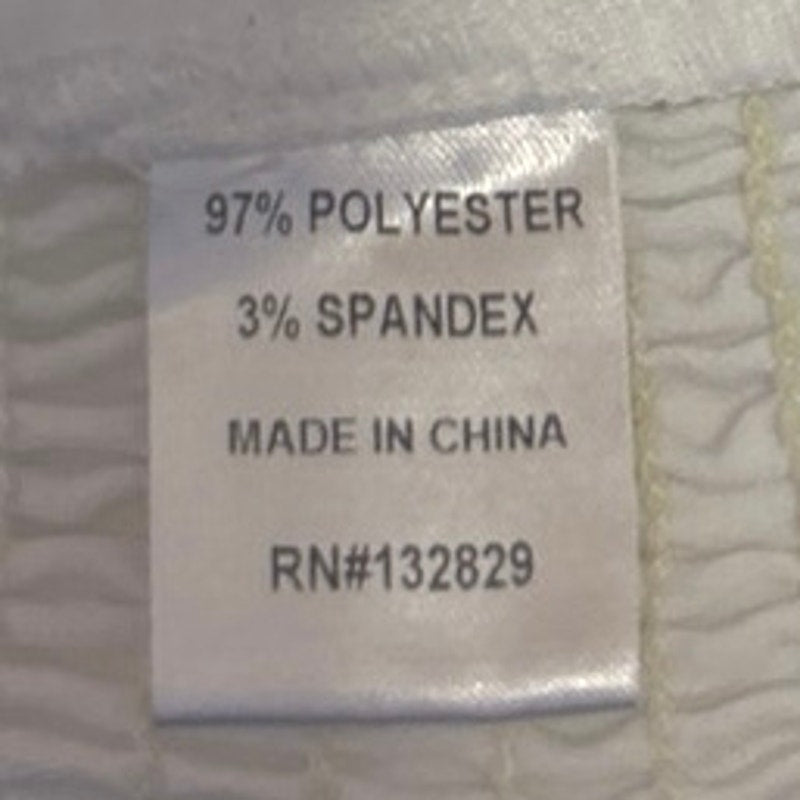 97% POLYESTER
3% SPANDEX
MADE IN CHINA
RN#132829